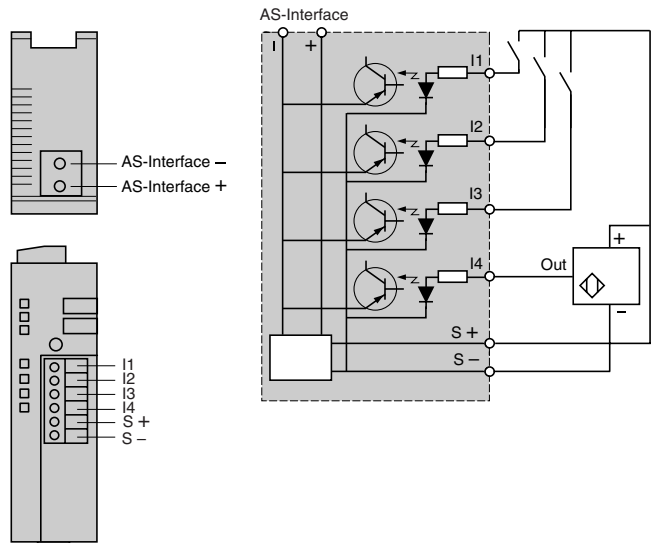 AS-Interface –
AS-Interface +
I1
I2
I3
I4
S +
S –
AS-Interface
– +
I1
I2
I3
I4
Out
+
–
S +
S –